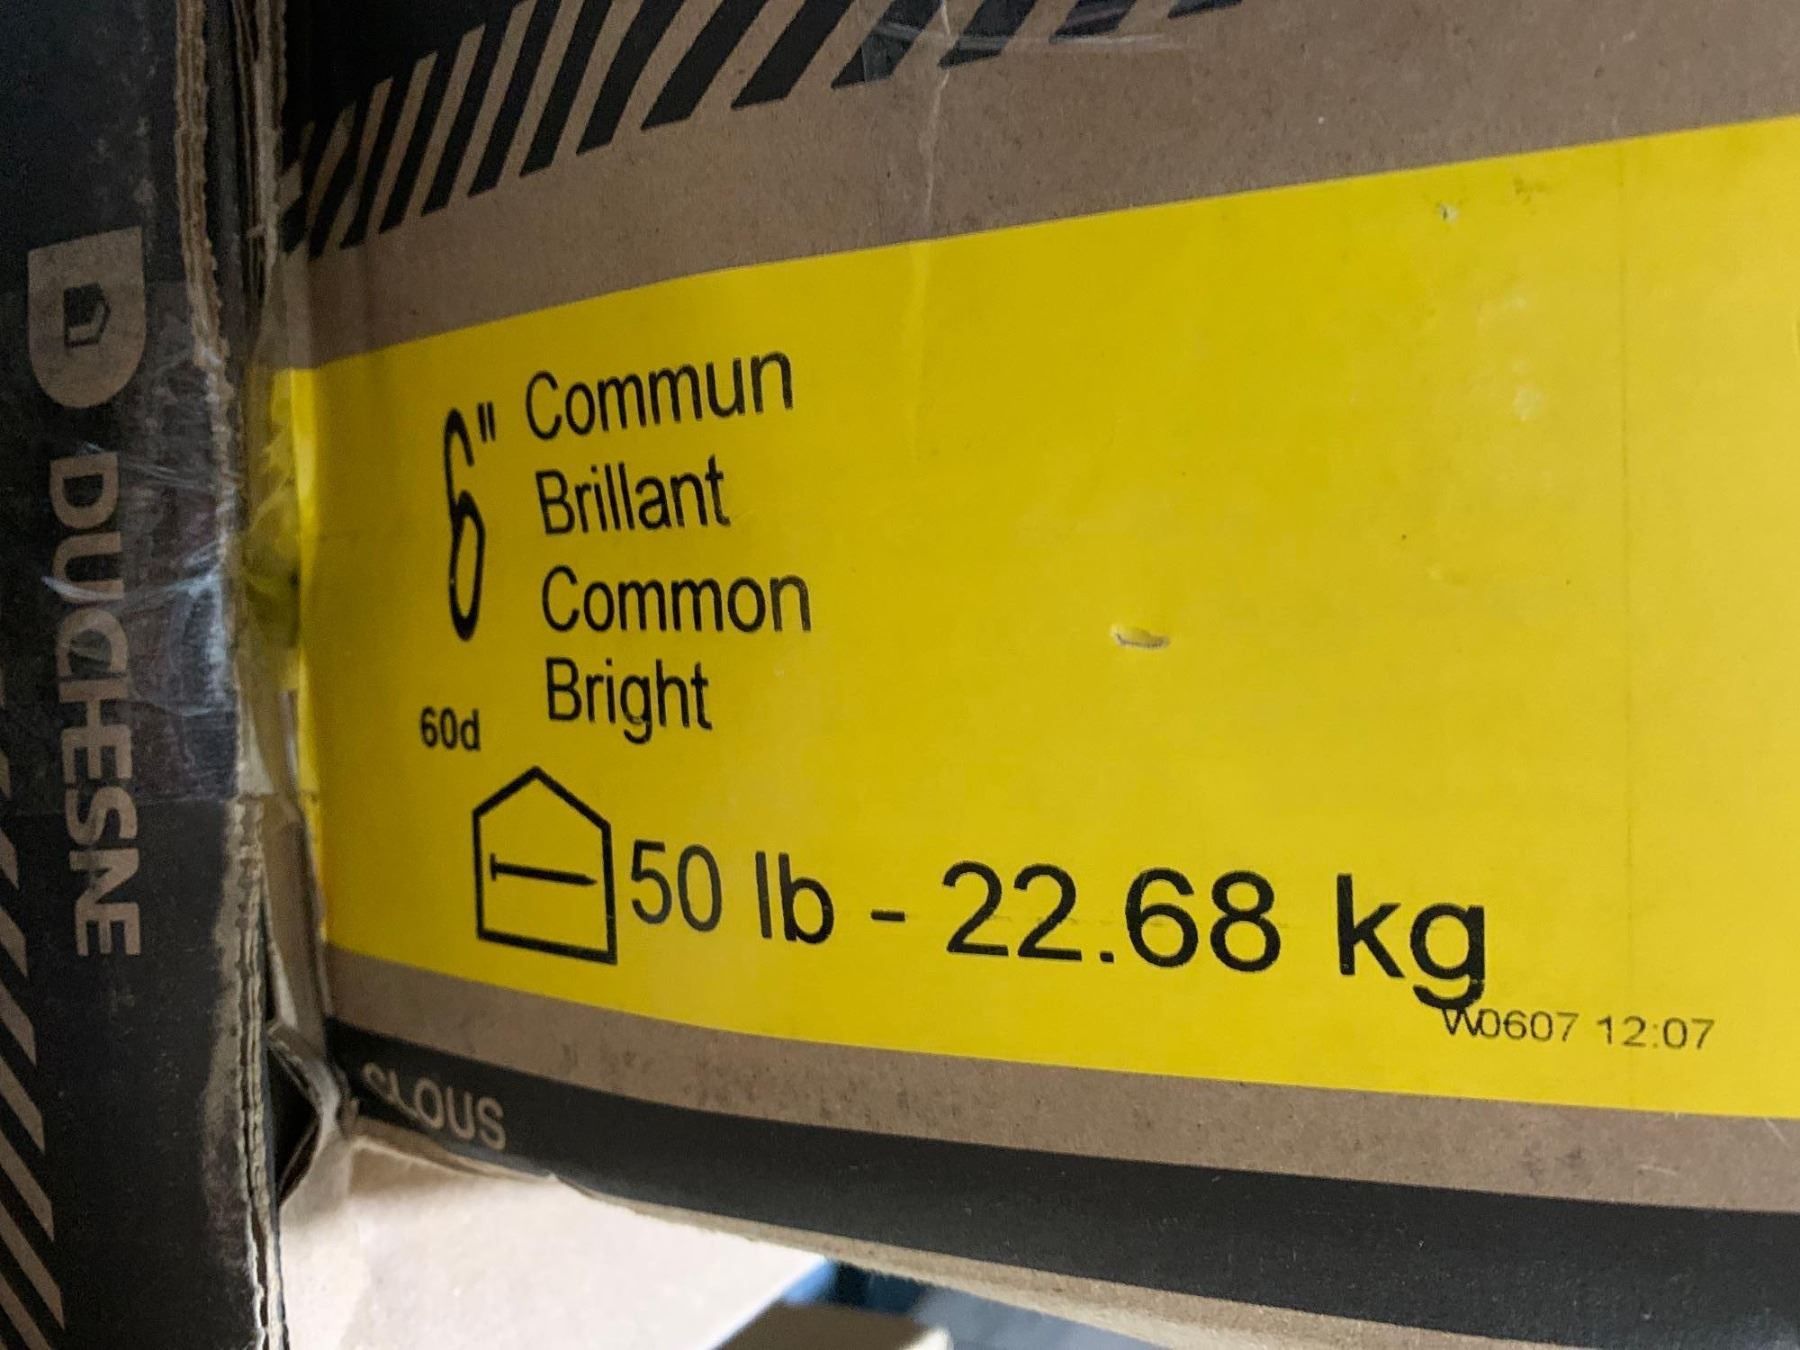 DUCHESNE
6" Commun
Brillant
Common
Bright
60d
50 lb - 22.68 kg
W0607 12:07
CLOUS